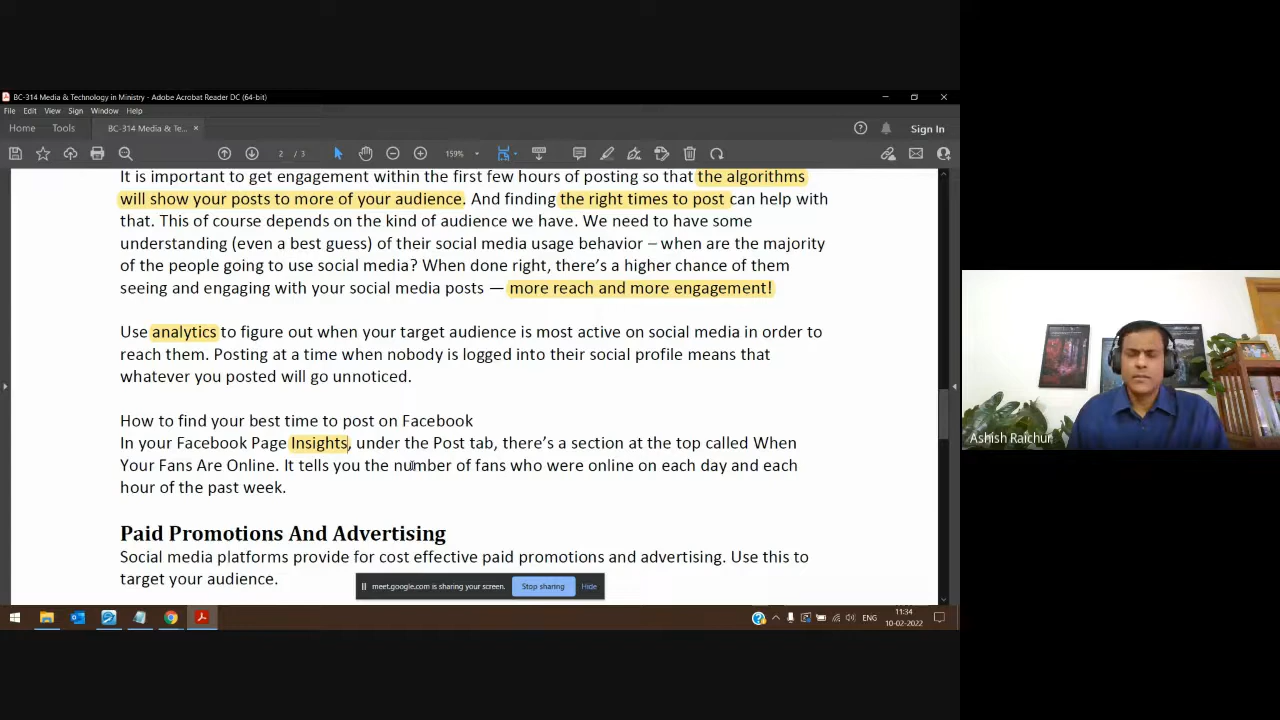 BC-314 Media & Technology in Ministry - Adobe Acrobat Reader DC (64-bit)
File Edit View Sign Window Help
Home Tools BC-314 Media & Te... × Sign In
2 / 3 159%
It is important to get engagement within the first few hours of posting so that the algorithms
will show your posts to more of your audience. And finding the right times to post can help with
that. This of course depends on the kind of audience we have. We need to have some
understanding (even a best guess) of their social media usage behavior – when are the majority
of the people going to use social media? When done right, there’s a higher chance of them
seeing and engaging with your social media posts — more reach and more engagement!
Use analytics to figure out when your target audience is most active on social media in order to
reach them. Posting at a time when nobody is logged into their social profile means that
whatever you posted will go unnoticed.
How to find your best time to post on Facebook
In your Facebook Page Insights, under the Post tab, there’s a section at the top called When
Your Fans Are Online. It tells you the number of fans who were online on each day and each
hour of the past week.
Paid Promotions And Advertising
Social media platforms provide for cost effective paid promotions and advertising. Use this to
target your audience.
meet.google.com is sharing your screen. Stop sharing Hide
ENG 11:34
10-02-2022
Ashish Raichur